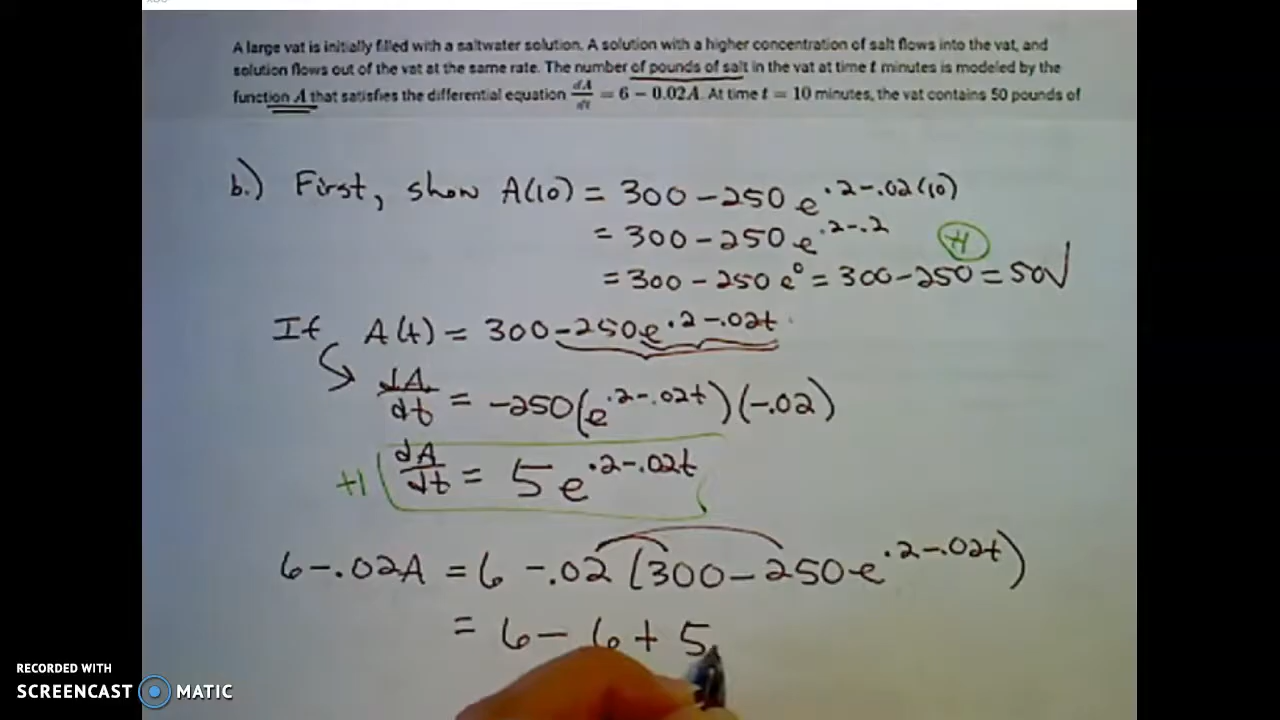 A large vat is initially filled with a saltwater solution. A solution with a higher concentration of salt flows into the vat, and
solution flows out of the vat at the same rate. The number of pounds of salt in the vat at time t minutes is modeled by the
function A that satisfies the differential equation dA/dt = 6 − 0.02A. At time t = 10 minutes, the vat contains 50 pounds of
b.) First, show A(10) = 300 - 250 e^.2-.02(10)
= 300 - 250 e^.2-.2
+1
= 300 - 250 e^0 = 300 - 250 = 50 √
If A(t) = 300 - 250e^.2-.02t
dA/dt = -250(e^.2-.02t)(-.02)
+1 dA/dt = 5e^.2-.02t
6-.02A = 6 -.02(300-250e^.2-.02t)
= 6 - 6 + 5
RECORDED WITH
SCREENCAST MATIC